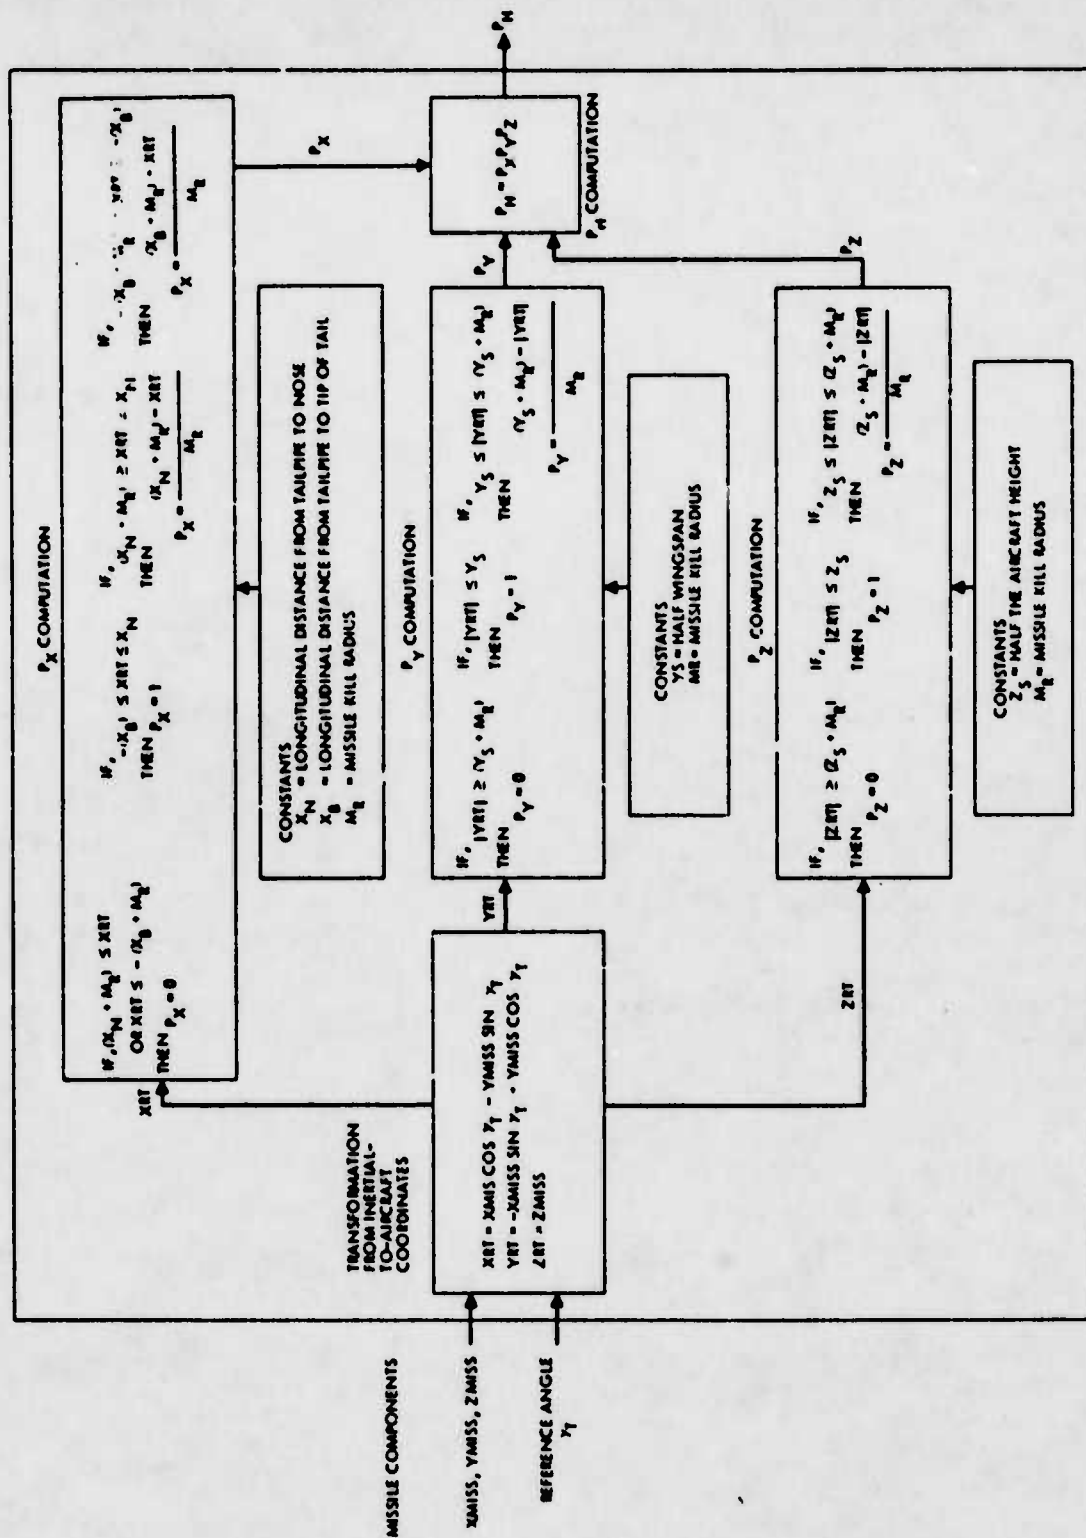 MISSILE COMPONENTS
XMISS, YMISS, ZMISS
REFERENCE ANGLE
γT
TRANSFORMATION
FROM INERTIAL-
TO-AIRCRAFT
COORDINATES
XRT = XMIS COS γT - YMISS SIN γT
YRT = -XMISS SIN γT - YMISS COS γT
ZRT = ZMISS
XRT
YRT
ZRT
PX COMPUTATION
IF, (XN + MR) ≤ XRT
OR XRT ≤ - (XB + MR)
THEN PX = 0
IF, -(XB) ≤ XRT ≤ XN
THEN PX = 1
IF, (XN + MR) ≥ XRT = XN
THEN
PX = (XN + MR) - XRT
MR
IF, -(XB
-(XB)
THEN
PX = (XB + MR) - XRT
MR
CONSTANTS
XN = LONGITUDINAL DISTANCE FROM TAILPIPE TO NOSE
XB = LONGITUDINAL DISTANCE FROM TAILPIPE TO TIP OF TAIL
MR = MISSILE KILL RADIUS
PY COMPUTATION
IF, |YRT| ≥ (YS + MR)
THEN
PY = 0
IF, |YRT| ≤ YS
THEN
PY = 1
IF, YS ≤ |YRT| ≤ (YS + MR)
THEN
PY = (YS + MR) - |YRT|
MR
CONSTANTS
YS = HALF WINGSPAN
MR = MISSILE KILL RADIUS
PZ COMPUTATION
IF, |ZRT| ≥ (ZS + MR)
THEN
PZ = 0
IF, |ZRT| ≤ ZS
THEN
PZ = 1
IF, ZS ≤ |ZRT| ≤ (ZS + MR)
THEN
PZ = (ZS + MR) - |ZRT|
MR
CONSTANTS
ZS = HALF THE AIRCRAFT HEIGHT
MR = MISSILE KILL RADIUS
PX
PY
PZ
PH = PXPYPZ
PH COMPUTATION
PH